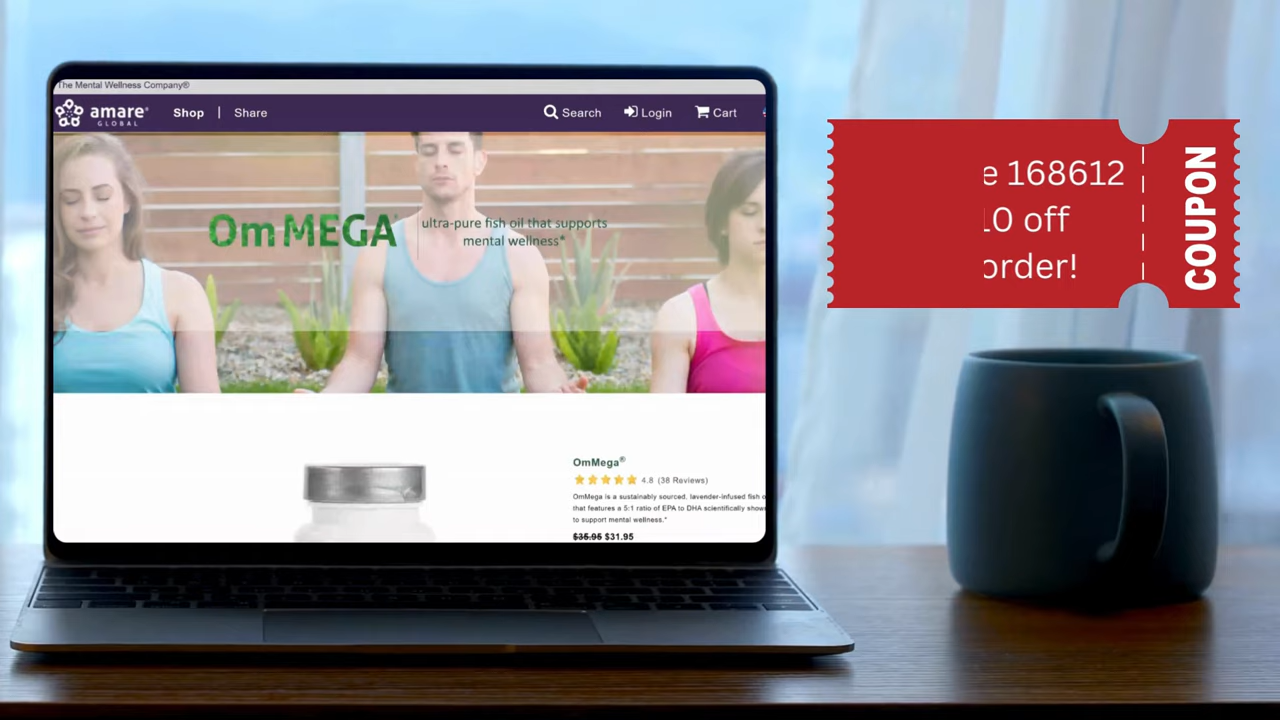 The Mental Wellness Company®
amare®
GLOBAL
Shop | Share
Search
Login
Cart
OmMEGA®
ultra-pure fish oil that supports
mental wellness*
e 168612
10 off
order!
COUPON
OmMega®
4.8 (38 Reviews)
OmMega is a sustainably sourced, lavender-infused fish o
that features a 5:1 ratio of EPA to DHA scientifically show
to support mental wellness.*
$35.95 $31.95